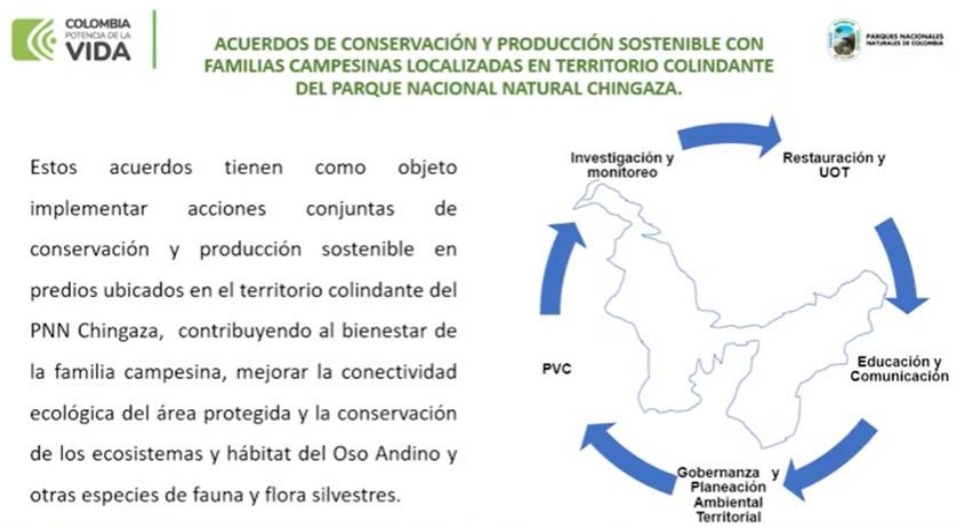 COLOMBIA
POTENCIA DE LA
VIDA
PARQUES NACIONALES
NATURALES DE COLOMBIA
ACUERDOS DE CONSERVACIÓN Y PRODUCCIÓN SOSTENIBLE CON
FAMILIAS CAMPESINAS LOCALIZADAS EN TERRITORIO COLINDANTE
DEL PARQUE NACIONAL NATURAL CHINGAZA.
Estos acuerdos tienen como objeto
implementar acciones conjuntas de
conservación y producción sostenible en
predios ubicados en el territorio colindante del
PNN Chingaza, contribuyendo al bienestar de
la familia campesina, mejorar la conectividad
ecológica del área protegida y la conservación
de los ecosistemas y hábitat del Oso Andino y
otras especies de fauna y flora silvestres.
Investigación y
monitoreo
Restauración y
UOT
Educación y
Comunicación
Gobernanza y
Planeación
Ambiental
Territorial
PVC